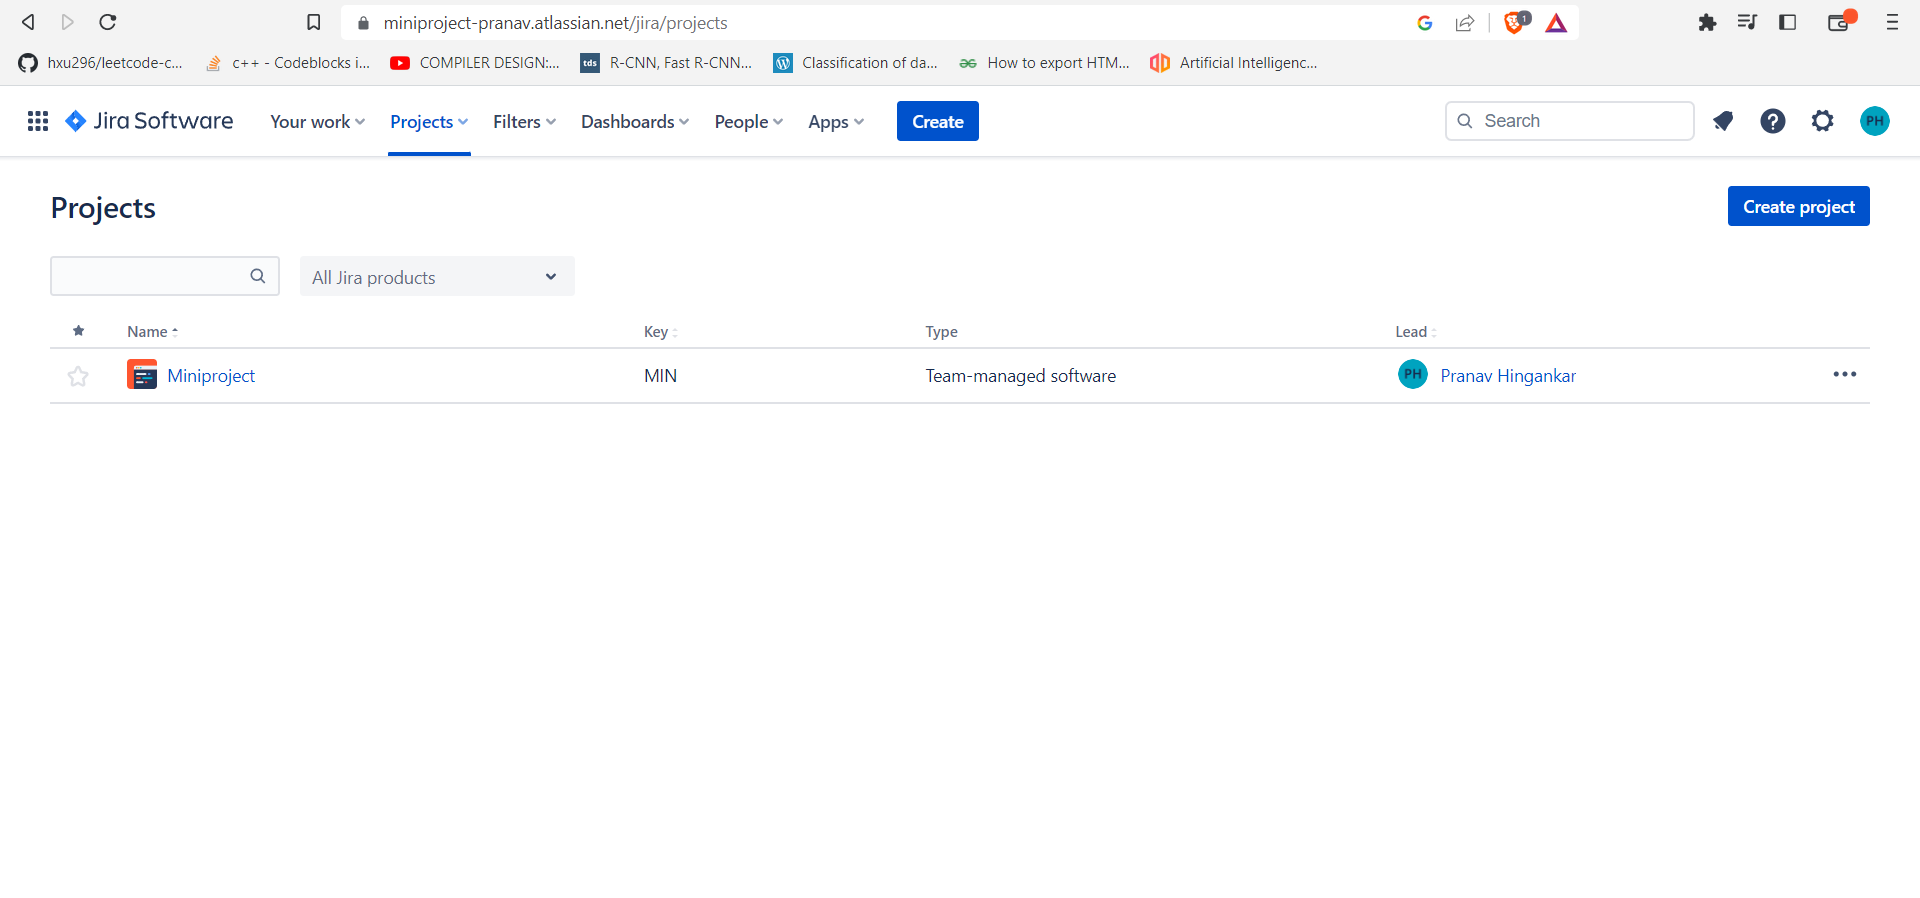 miniproject-pranav.atlassian.net/jira/projects
1
hxu296/leetcode-c...
c++ - Codeblocks i...
COMPILER DESIGN:...
tds
R-CNN, Fast R-CNN...
Classification of da...
How to export HTM...
Artificial Intelligenc...
Jira Software
Your work
Projects
Filters
Dashboards
People
Apps
Create
Search
PH
Projects
Create project
All Jira products
Name
Key
Type
Lead
Miniproject
MIN
Team-managed software
PH
Pranav Hingankar